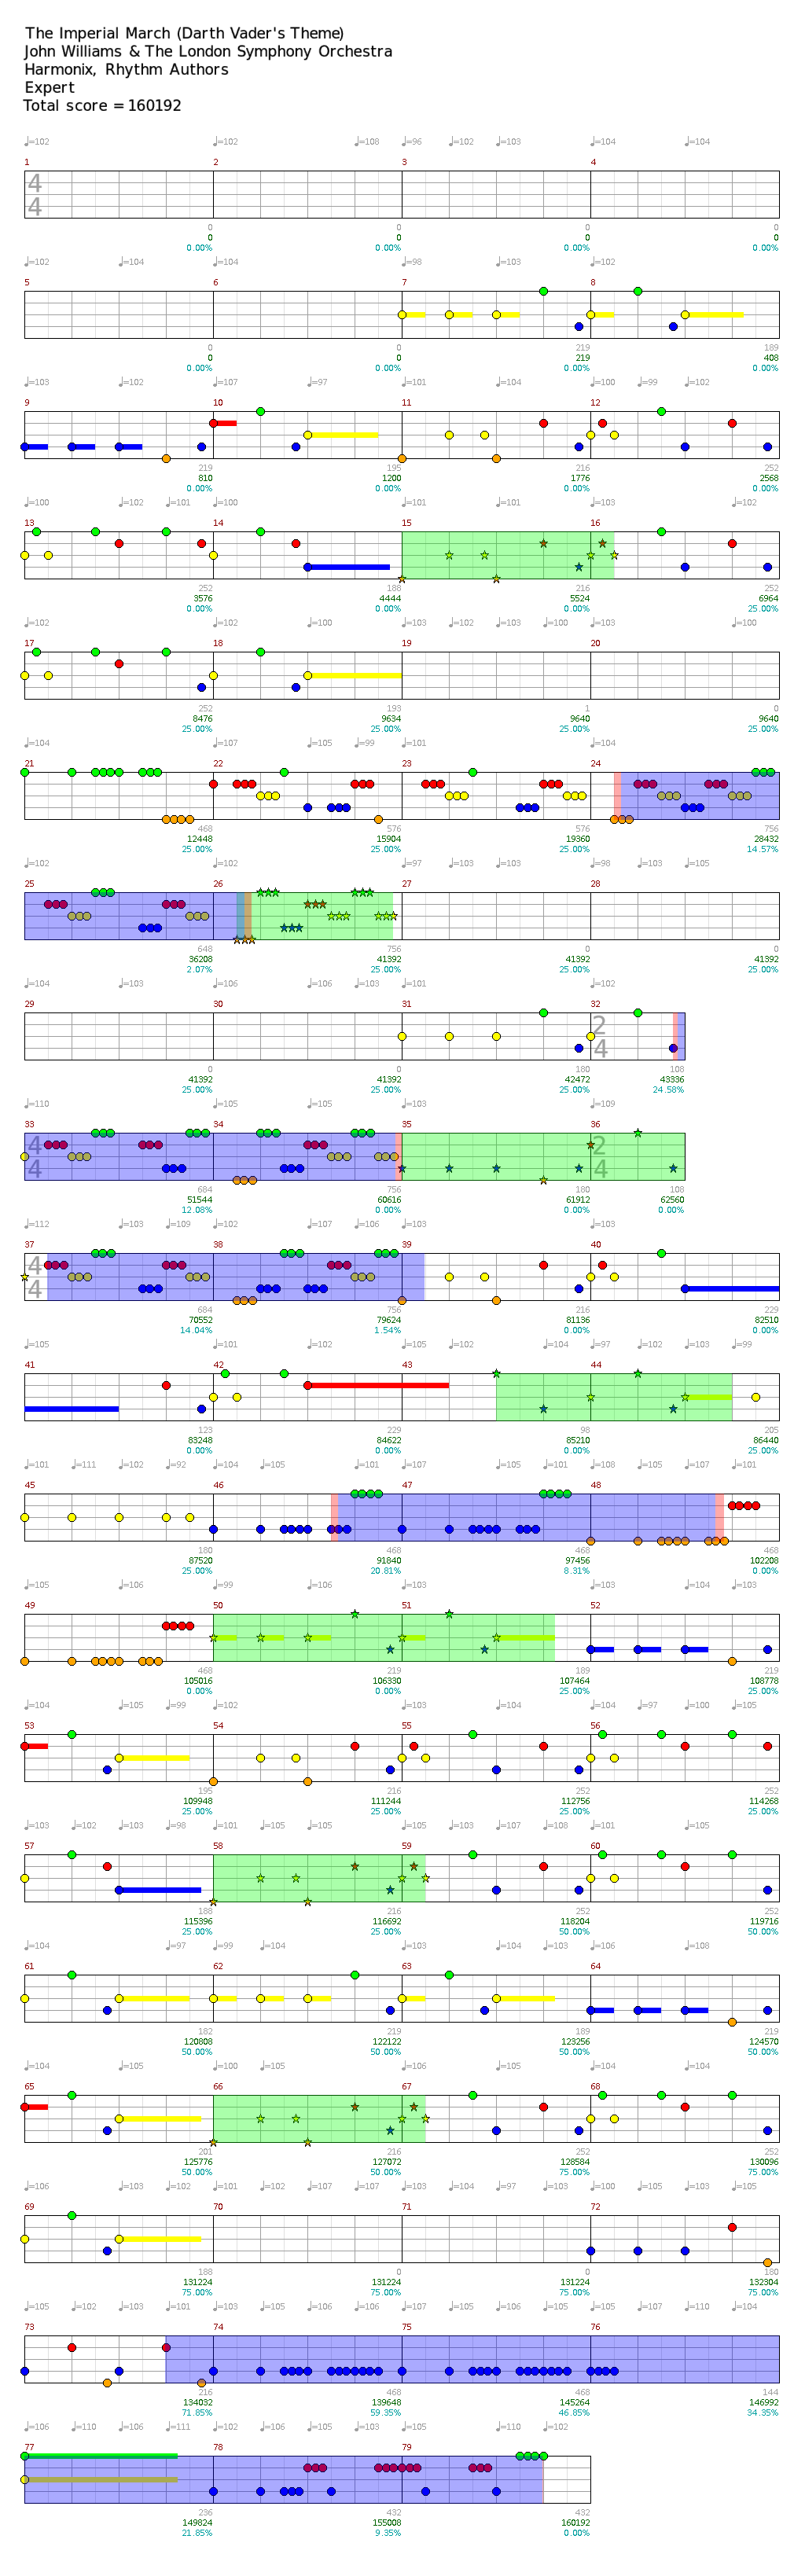 The Imperial March (Darth Vader's Theme)
John Williams & The London Symphony Orchestra
Harmonix, Rhythm Authors
Expert
Total score = 160192
♩=102 ♩=102 ♩=108 ♩=96 ♩=102 ♩=103 ♩=104 ♩=104
1 2 3 4
4
4
0 0 0 0
0 0 0 0
0.00% 0.00% 0.00% 0.00%
♩=102 ♩=104 ♩=104 ♩=98 ♩=103 ♩=102
5 6 7 8
0 0 219 189
0 0 219 408
0.00% 0.00% 0.00% 0.00%
♩=103 ♩=102 ♩=107 ♩=97 ♩=101 ♩=104 ♩=100 ♩=99 ♩=102
9 10 11 12
219 195 216 252
810 1200 1776 2568
0.00% 0.00% 0.00% 0.00%
♩=100 ♩=102 ♩=101 ♩=100 ♩=101 ♩=101 ♩=103 ♩=102
13 14 15 16
252 188 216 252
3576 4444 5524 6964
0.00% 0.00% 0.00% 25.00%
♩=102 ♩=102 ♩=100 ♩=103 ♩=102 ♩=100 ♩=103 ♩=100
17 18 19 20
252 193 1 0
8476 9634 9640 9640
25.00% 25.00% 25.00% 25.00%
♩=104 ♩=107 ♩=105 ♩=99 ♩=101 ♩=104
21 22 23 24
468 576 576 756
12448 15904 19360 28432
25.00% 25.00% 25.00% 14.57%
♩=102 ♩=102 ♩=97 ♩=103 ♩=103 ♩=98 ♩=103 ♩=105
25 26 27 28
648 756 0 0
36208 41392 41392 41392
2.07% 25.00% 25.00% 25.00%
♩=104 ♩=103 ♩=106 ♩=106 ♩=103 ♩=101 ♩=102
29 30 31 32
2
4
0 0 180 108
41392 41392 42472 43336
25.00% 25.00% 25.00% 24.58%
♩=110 ♩=105 ♩=105 ♩=109
33 34 35 36
4 2
4 4
684 756 180 108
51544 60616 61912 62560
12.08% 0.00% 0.00% 0.00%
♩=112 ♩=103 ♩=109 ♩=102 ♩=107 ♩=106 ♩=103
37 38 39 40
4
4
684 756 216 229
70552 79624 81136 82510
14.04% 1.54% 0.00% 0.00%
♩=105 ♩=101 ♩=102 ♩=105 ♩=102 ♩=104 ♩=97 ♩=103 ♩=99
41 42 43 44
123 229 98 205
83248 84622 85210 86440
0.00% 0.00% 0.00% 25.00%
♩=101 ♩=111 ♩=102 ♩=92 ♩=104 ♩=105 ♩=105 ♩=101 ♩=108 ♩=107 ♩=101
45 46 47 48
180 468 468 468
87520 91840 97456 102208
25.00% 20.81% 8.31% 0.00%
♩=105 ♩=106 ♩=99 ♩=106 ♩=103 ♩=103 ♩=104 ♩=103
49 50 51 52
468 219 189 219
105016 106330 107464 108778
0.00% 0.00% 25.00% 25.00%
♩=104 ♩=105 ♩=99 ♩=102 ♩=103 ♩=104 ♩=97 ♩=100 ♩=103
53 54 55 56
195 216 252 252
109948 111244 112756 114268
25.00% 25.00% 25.00% 25.00%
♩=103 ♩=102 ♩=103 ♩=98 ♩=101 ♩=103 ♩=105 ♩=103 ♩=107 ♩=108 ♩=101 ♩=105
57 58 59 60
188 216 252 252
115396 116692 118204 119716
25.00% 25.00% 50.00% 50.00%
♩=104 ♩=97 ♩=99 ♩=104 ♩=103 ♩=104 ♩=103 ♩=106 ♩=108
61 62 63 64
182 219 189 219
120808 122122 123256 124570
50.00% 50.00% 50.00% 50.00%
♩=104 ♩=105 ♩=100 ♩=105 ♩=106 ♩=105 ♩=103
65 66 67 68
201 216 252 252
125776 127072 128584 130096
50.00% 50.00% 75.00% 75.00%
♩=106 ♩=103 ♩=102 ♩=101 ♩=107 ♩=107 ♩=103 ♩=104 ♩=97 ♩=103 ♩=101 ♩=105 ♩=105
69 70 71 72
188 0 0 180
131224 131224 131224 132304
75.00% 75.00% 75.00% 75.00%
♩=105 ♩=102 ♩=103 ♩=101 ♩=105 ♩=106 ♩=106 ♩=107 ♩=105 ♩=106 ♩=105 ♩=105 ♩=103 ♩=110 ♩=104
73 74 75 76
216 468 468 144
134032 139648 145264 146992
71.85% 59.35% 46.85% 34.35%
♩=106 ♩=110 ♩=106 ♩=111 ♩=102 ♩=106 ♩=105 ♩=103 ♩=105 ♩=110 ♩=102
77 78 79
236 432 432
149824 155008 160192
21.85% 9.35% 0.00%